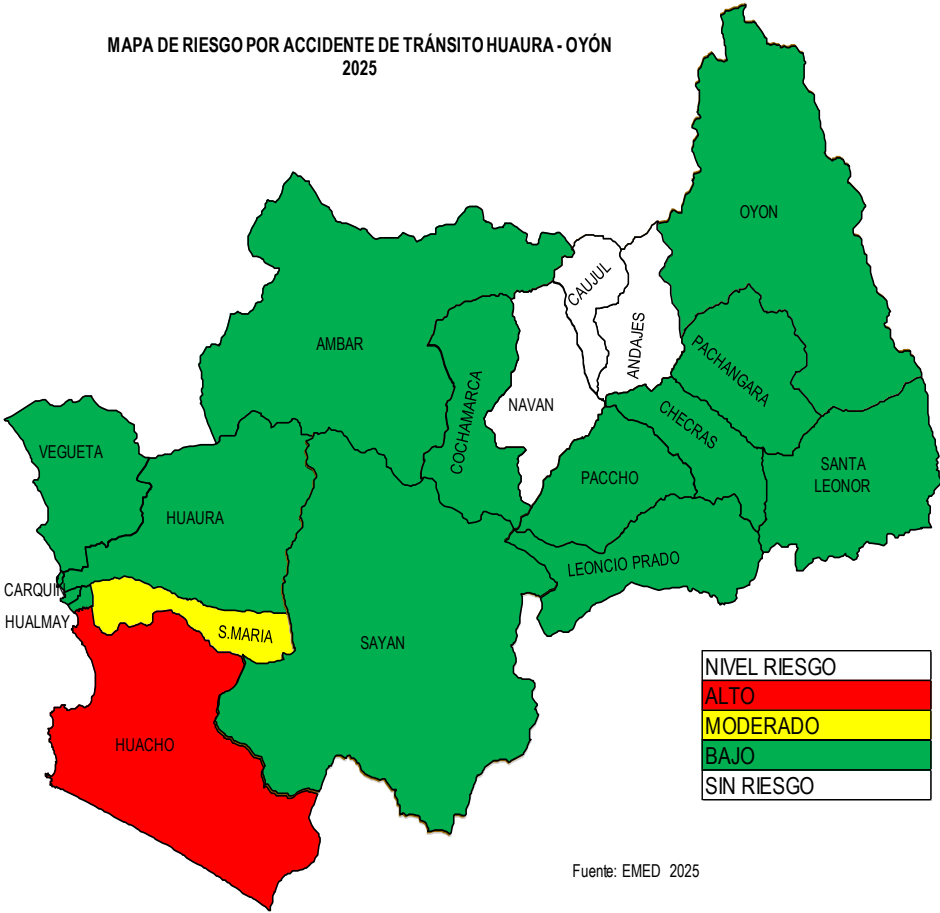 MAPA DE RIESGO POR ACCIDENTE DE TRÁNSITO HUAURA - OYÓN
2025
OYON
CAUJUL
ANDAJES
AMBAR
PACHANGARA
NAVAN
COCHAMARCA
CHECRAS
VEGUETA
SANTA
LEONOR
PACCHO
HUAURA
LEONCIO PRADO
CARQUIN
HUALMAY
S.MARIA
SAYAN
HUACHO
NIVEL RIESGO
ALTO
MODERADO
BAJO
SIN RIESGO
Fuente: EMED 2025